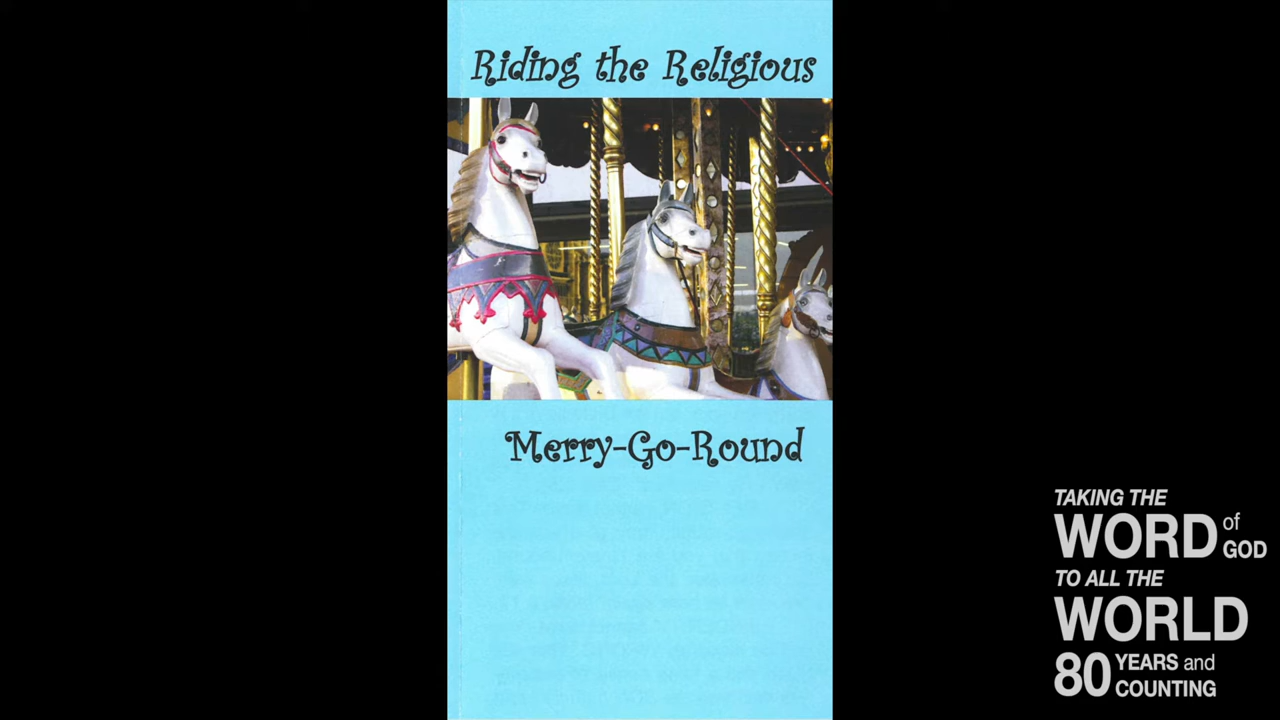 Riding the Religious
Merry-Go-Round
TAKING THE
WORD of GOD
TO ALL THE
WORLD
80 YEARS and
COUNTING